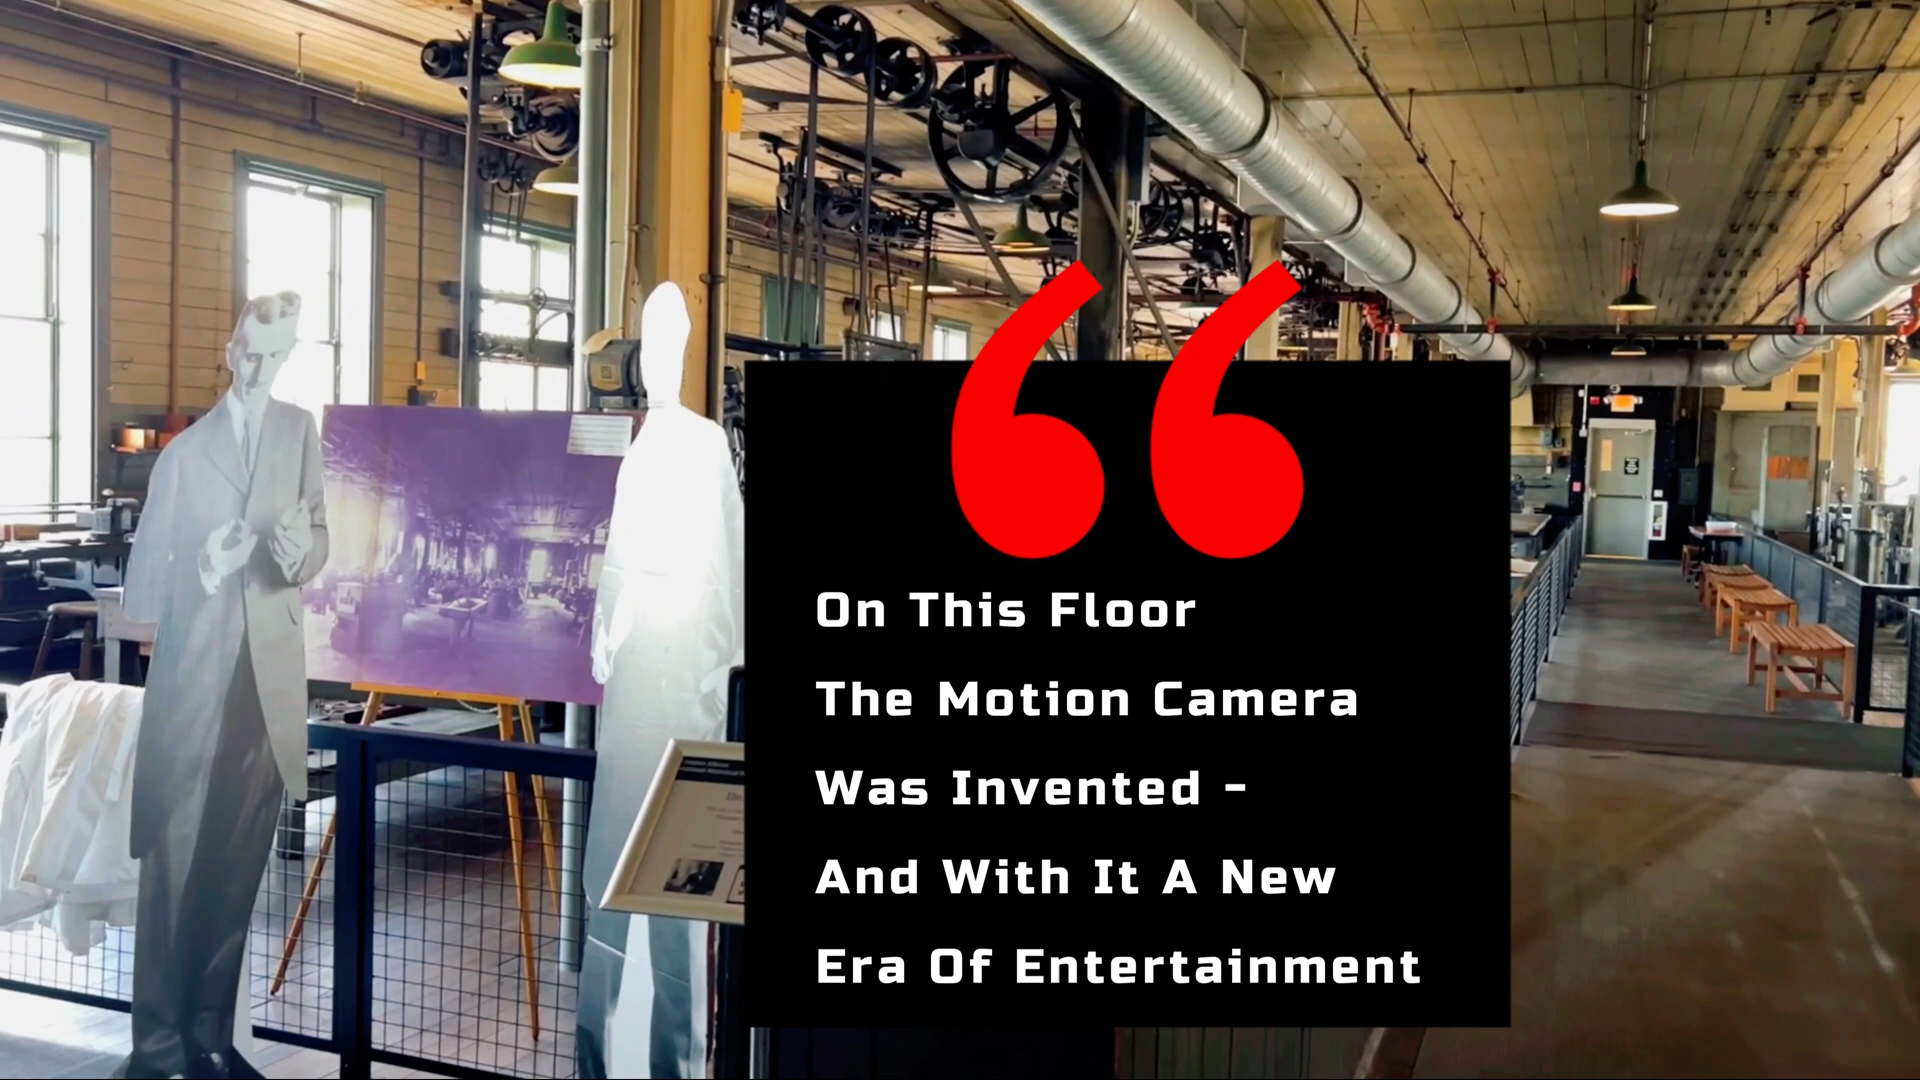 On This Floor
The Motion Camera
Was Invented -
And With It A New
Era Of Entertainment